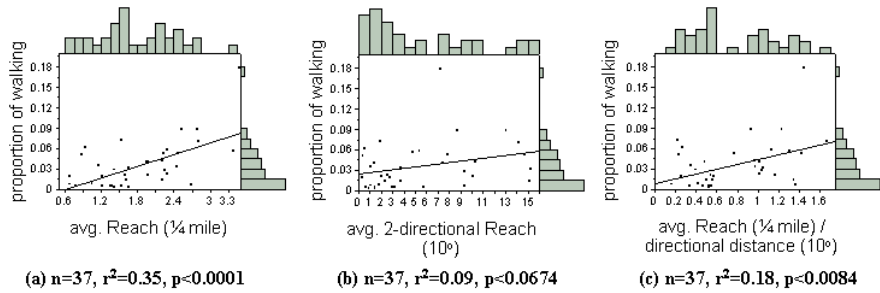 (a) (b) (c)
proportion of walking
0.18
0.15
0.12
0.09
0.06
0.03
0
0.6 1.2 1.8 2.4 3 3.3
avg. Reach (¼ mile)
(a) n=37, r²=0.35, p<0.0001
proportion of walking
0.18
0.15
0.12
0.09
0.06
0.03
0
0 1 2 3 4 5 6 7 8 9 11 13 15
avg. 2-directional Reach
(10º)
(b) n=37, r²=0.09, p<0.0674
proportion of walking
0.18
0.15
0.12
0.09
0.06
0.03
0
0 0.2 0.4 0.6 0.8 1 1.2 1.4 1.6
avg. Reach (¼ mile) /
directional distance (10º)
(c) n=37, r²=0.18, p<0.0084